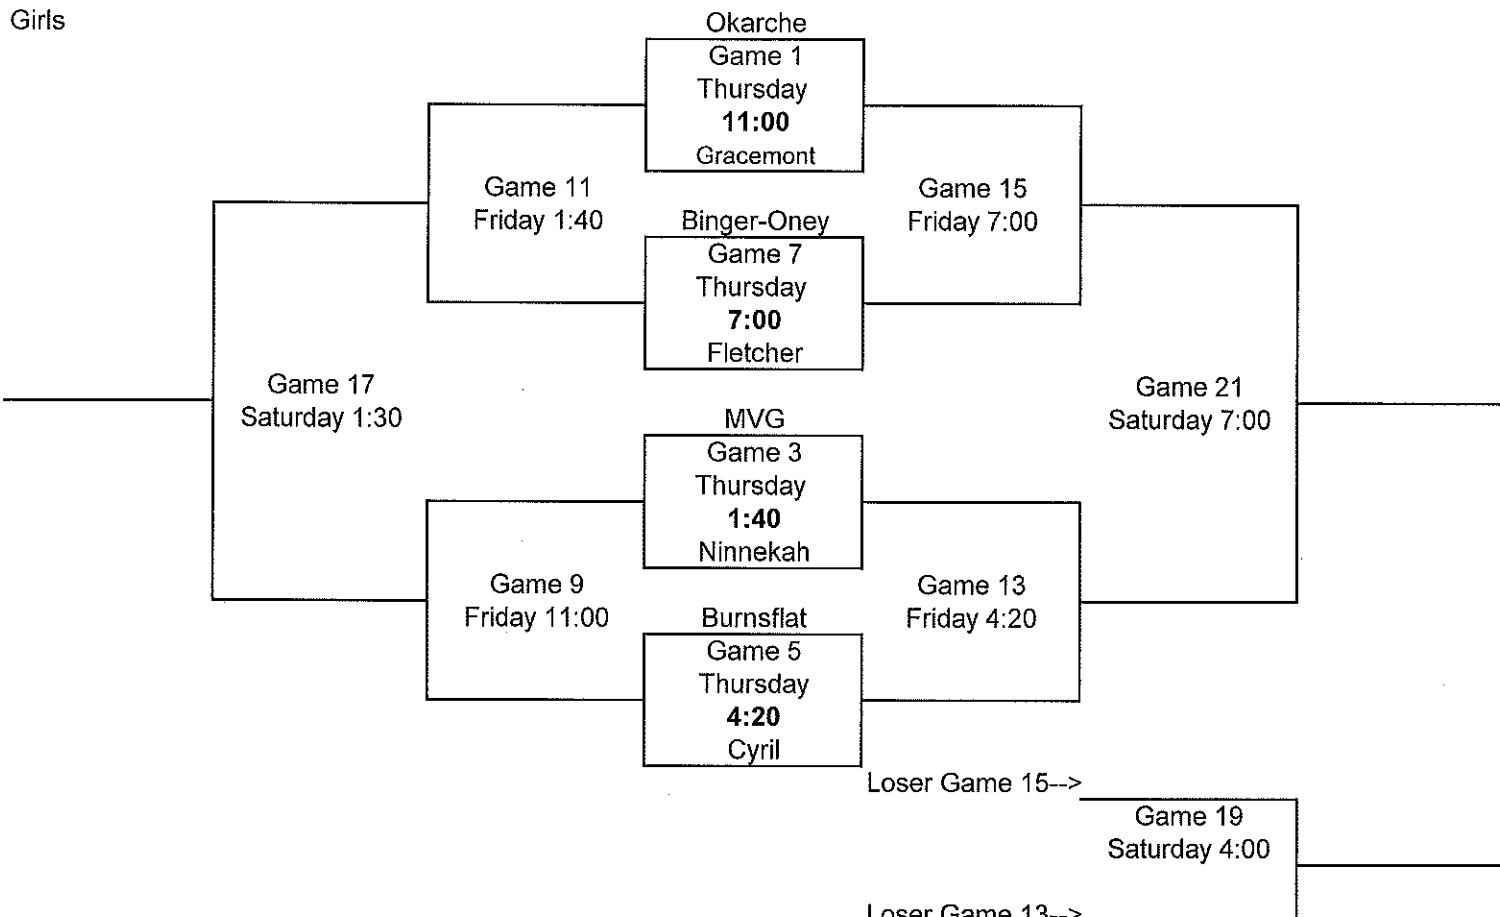 Girls
Okarche
Game 1
Thursday
11:00
Gracemont
Game 11
Friday 1:40
Game 15
Friday 7:00
Binger-Oney
Game 7
Thursday
7:00
Fletcher
Game 17
Saturday 1:30
Game 21
Saturday 7:00
MVG
Game 3
Thursday
1:40
Ninnekah
Game 9
Friday 11:00
Game 13
Friday 4:20
Burnsflat
Game 5
Thursday
4:20
Cyril
Loser Game 15-->
Game 19
Saturday 4:00
Loser Game 13-->